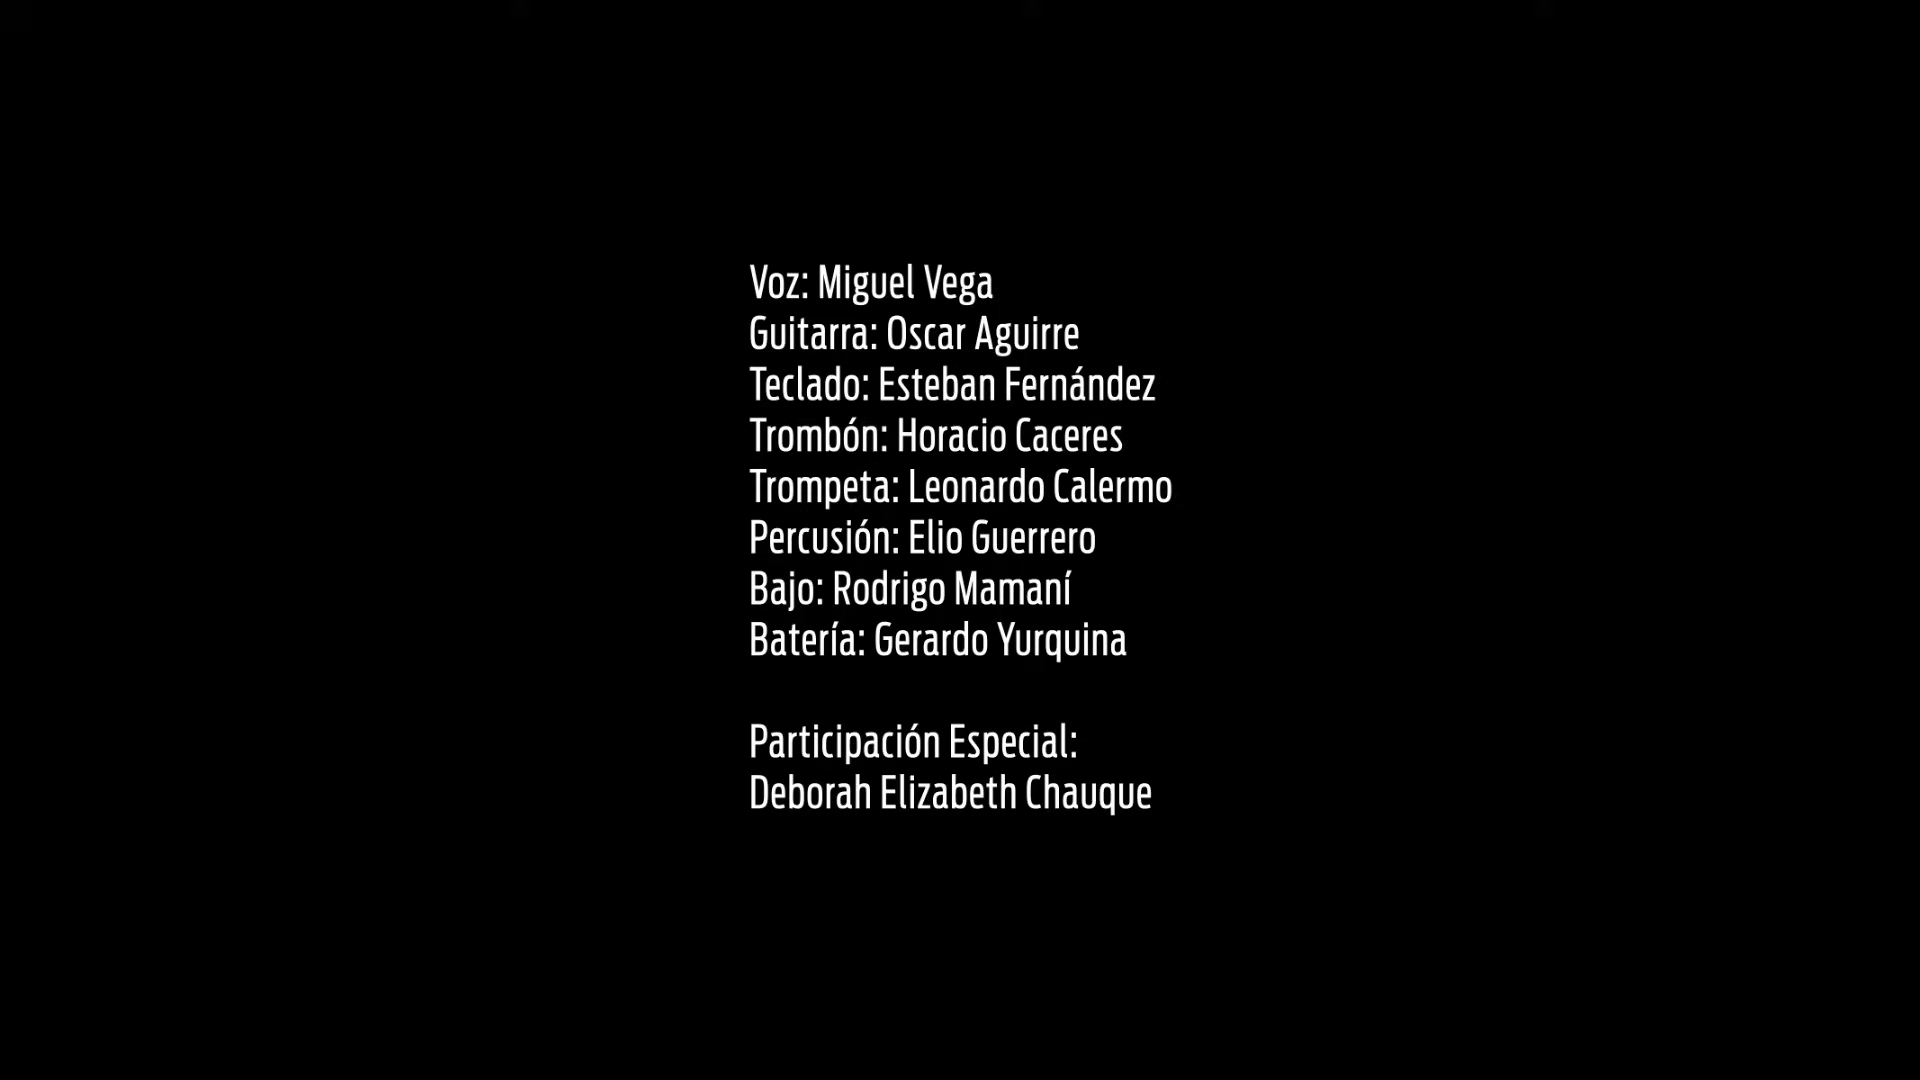 Voz: Miguel Vega
Guitarra: Oscar Aguirre
Teclado: Esteban Fernández
Trombón: Horacio Caceres
Trompeta: Leonardo Calermo
Percusión: Elio Guerrero
Bajo: Rodrigo Mamaní
Batería: Gerardo Yurquina
Participación Especial:
Deborah Elizabeth Chauque